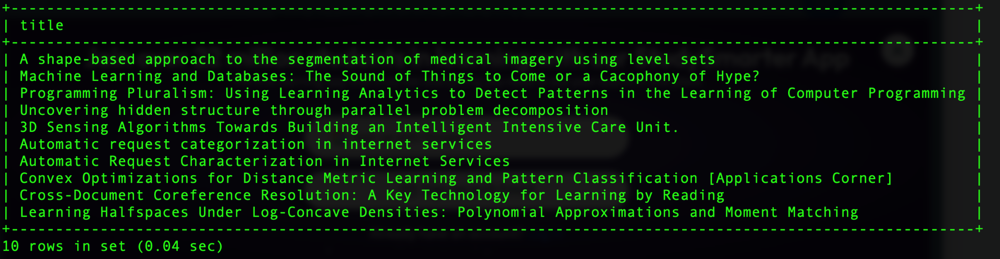 +------------------------------------------------------------------------------------------------------------+
| title |
+------------------------------------------------------------------------------------------------------------+
| A shape-based approach to the segmentation of medical imagery using level sets |
| Machine Learning and Databases: The Sound of Things to Come or a Cacophony of Hype? |
| Programming Pluralism: Using Learning Analytics to Detect Patterns in the Learning of Computer Programming |
| Uncovering hidden structure through parallel problem decomposition |
| 3D Sensing Algorithms Towards Building an Intelligent Intensive Care Unit. |
| Automatic request categorization in internet services |
| Automatic Request Characterization in Internet Services |
| Convex Optimizations for Distance Metric Learning and Pattern Classification [Applications Corner] |
| Cross-Document Coreference Resolution: A Key Technology for Learning by Reading |
| Learning Halfspaces Under Log-Concave Densities: Polynomial Approximations and Moment Matching |
+------------------------------------------------------------------------------------------------------------+
10 rows in set (0.04 sec)